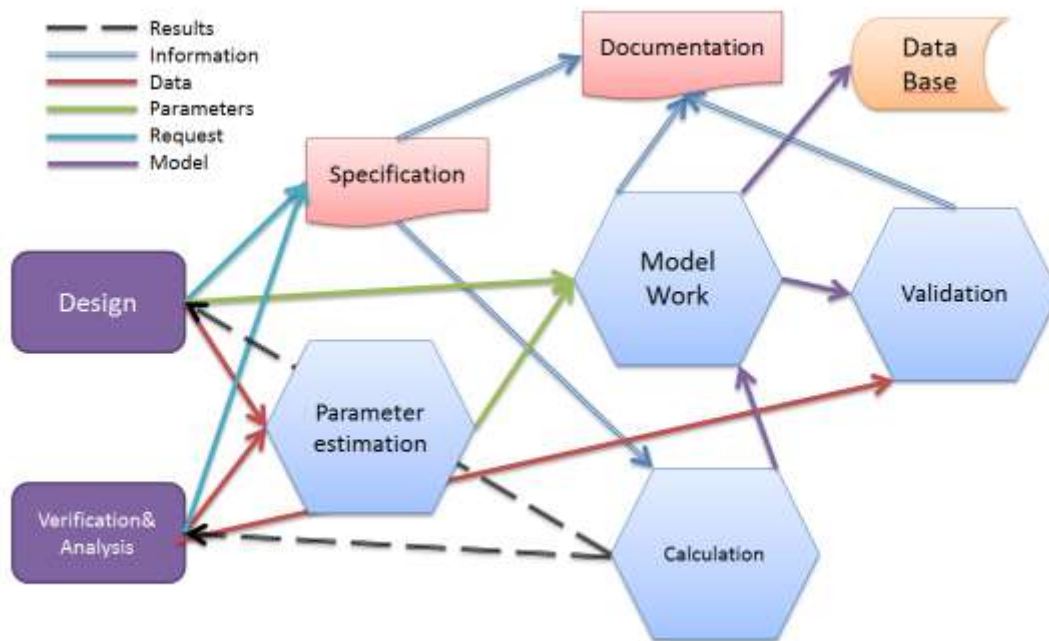 Results
Information
Data
Parameters
Request
Model
Documentation
Data
Base
Specification
Model
Work
Validation
Design
Parameter
estimation
Verification&
Analysis
Calculation